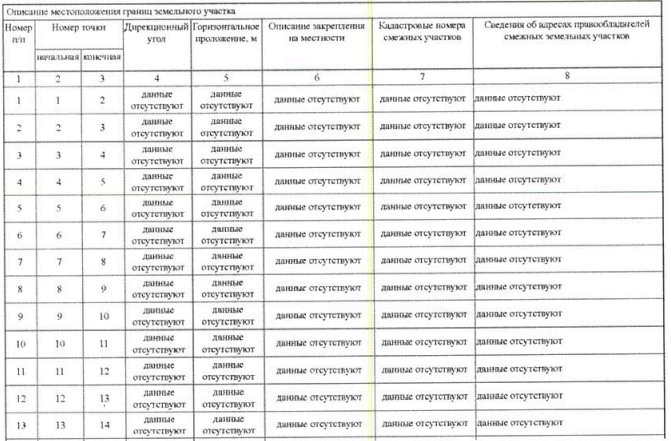 Описание местоположения границ земельного участка
Номер п/п Номер точки Дирекционный угол Горизонтальное проложение, м Описание закрепления на местности Кадастровые номера смежных участков Сведения об адресах правообладателей смежных земельных участков
начальная конечная
1 2 3 4 5 6 7 8
1 1 2 данные отсутствуют данные отсутствуют данные отсутствуют данные отсутствуют данные отсутствуют
2 2 3 данные отсутствуют данные отсутствуют данные отсутствуют данные отсутствуют данные отсутствуют
3 3 4 данные отсутствуют данные отсутствуют данные отсутствуют данные отсутствуют данные отсутствуют
4 4 5 данные отсутствуют данные отсутствуют данные отсутствуют данные отсутствуют данные отсутствуют
5 5 6 данные отсутствуют данные отсутствуют данные отсутствуют данные отсутствуют данные отсутствуют
6 6 7 данные отсутствуют данные отсутствуют данные отсутствуют данные отсутствуют данные отсутствуют
7 7 8 данные отсутствуют данные отсутствуют данные отсутствуют данные отсутствуют данные отсутствуют
8 8 9 данные отсутствуют данные отсутствуют данные отсутствуют данные отсутствуют данные отсутствуют
9 9 10 данные отсутствуют данные отсутствуют данные отсутствуют данные отсутствуют данные отсутствуют
10 10 11 данные отсутствуют данные отсутствуют данные отсутствуют данные отсутствуют данные отсутствуют
11 11 12 данные отсутствуют данные отсутствуют данные отсутствуют данные отсутствуют данные отсутствуют
12 12 13 данные отсутствуют данные отсутствуют данные отсутствуют данные отсутствуют данные отсутствуют
13 13 14 данные отсутствуют данные отсутствуют данные отсутствуют данные отсутствуют данные отсутствуют